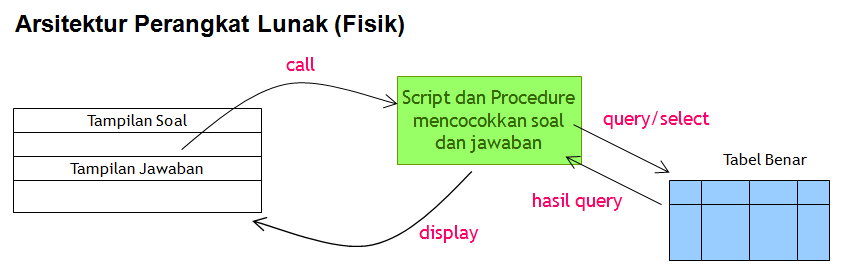 Arsitektur Perangkat Lunak (Fisik)
call
Script dan Procedure
mencocokkan soal
dan jawaban
Tampilan Soal
Tampilan Jawaban
query/select
Tabel Benar
hasil query
display